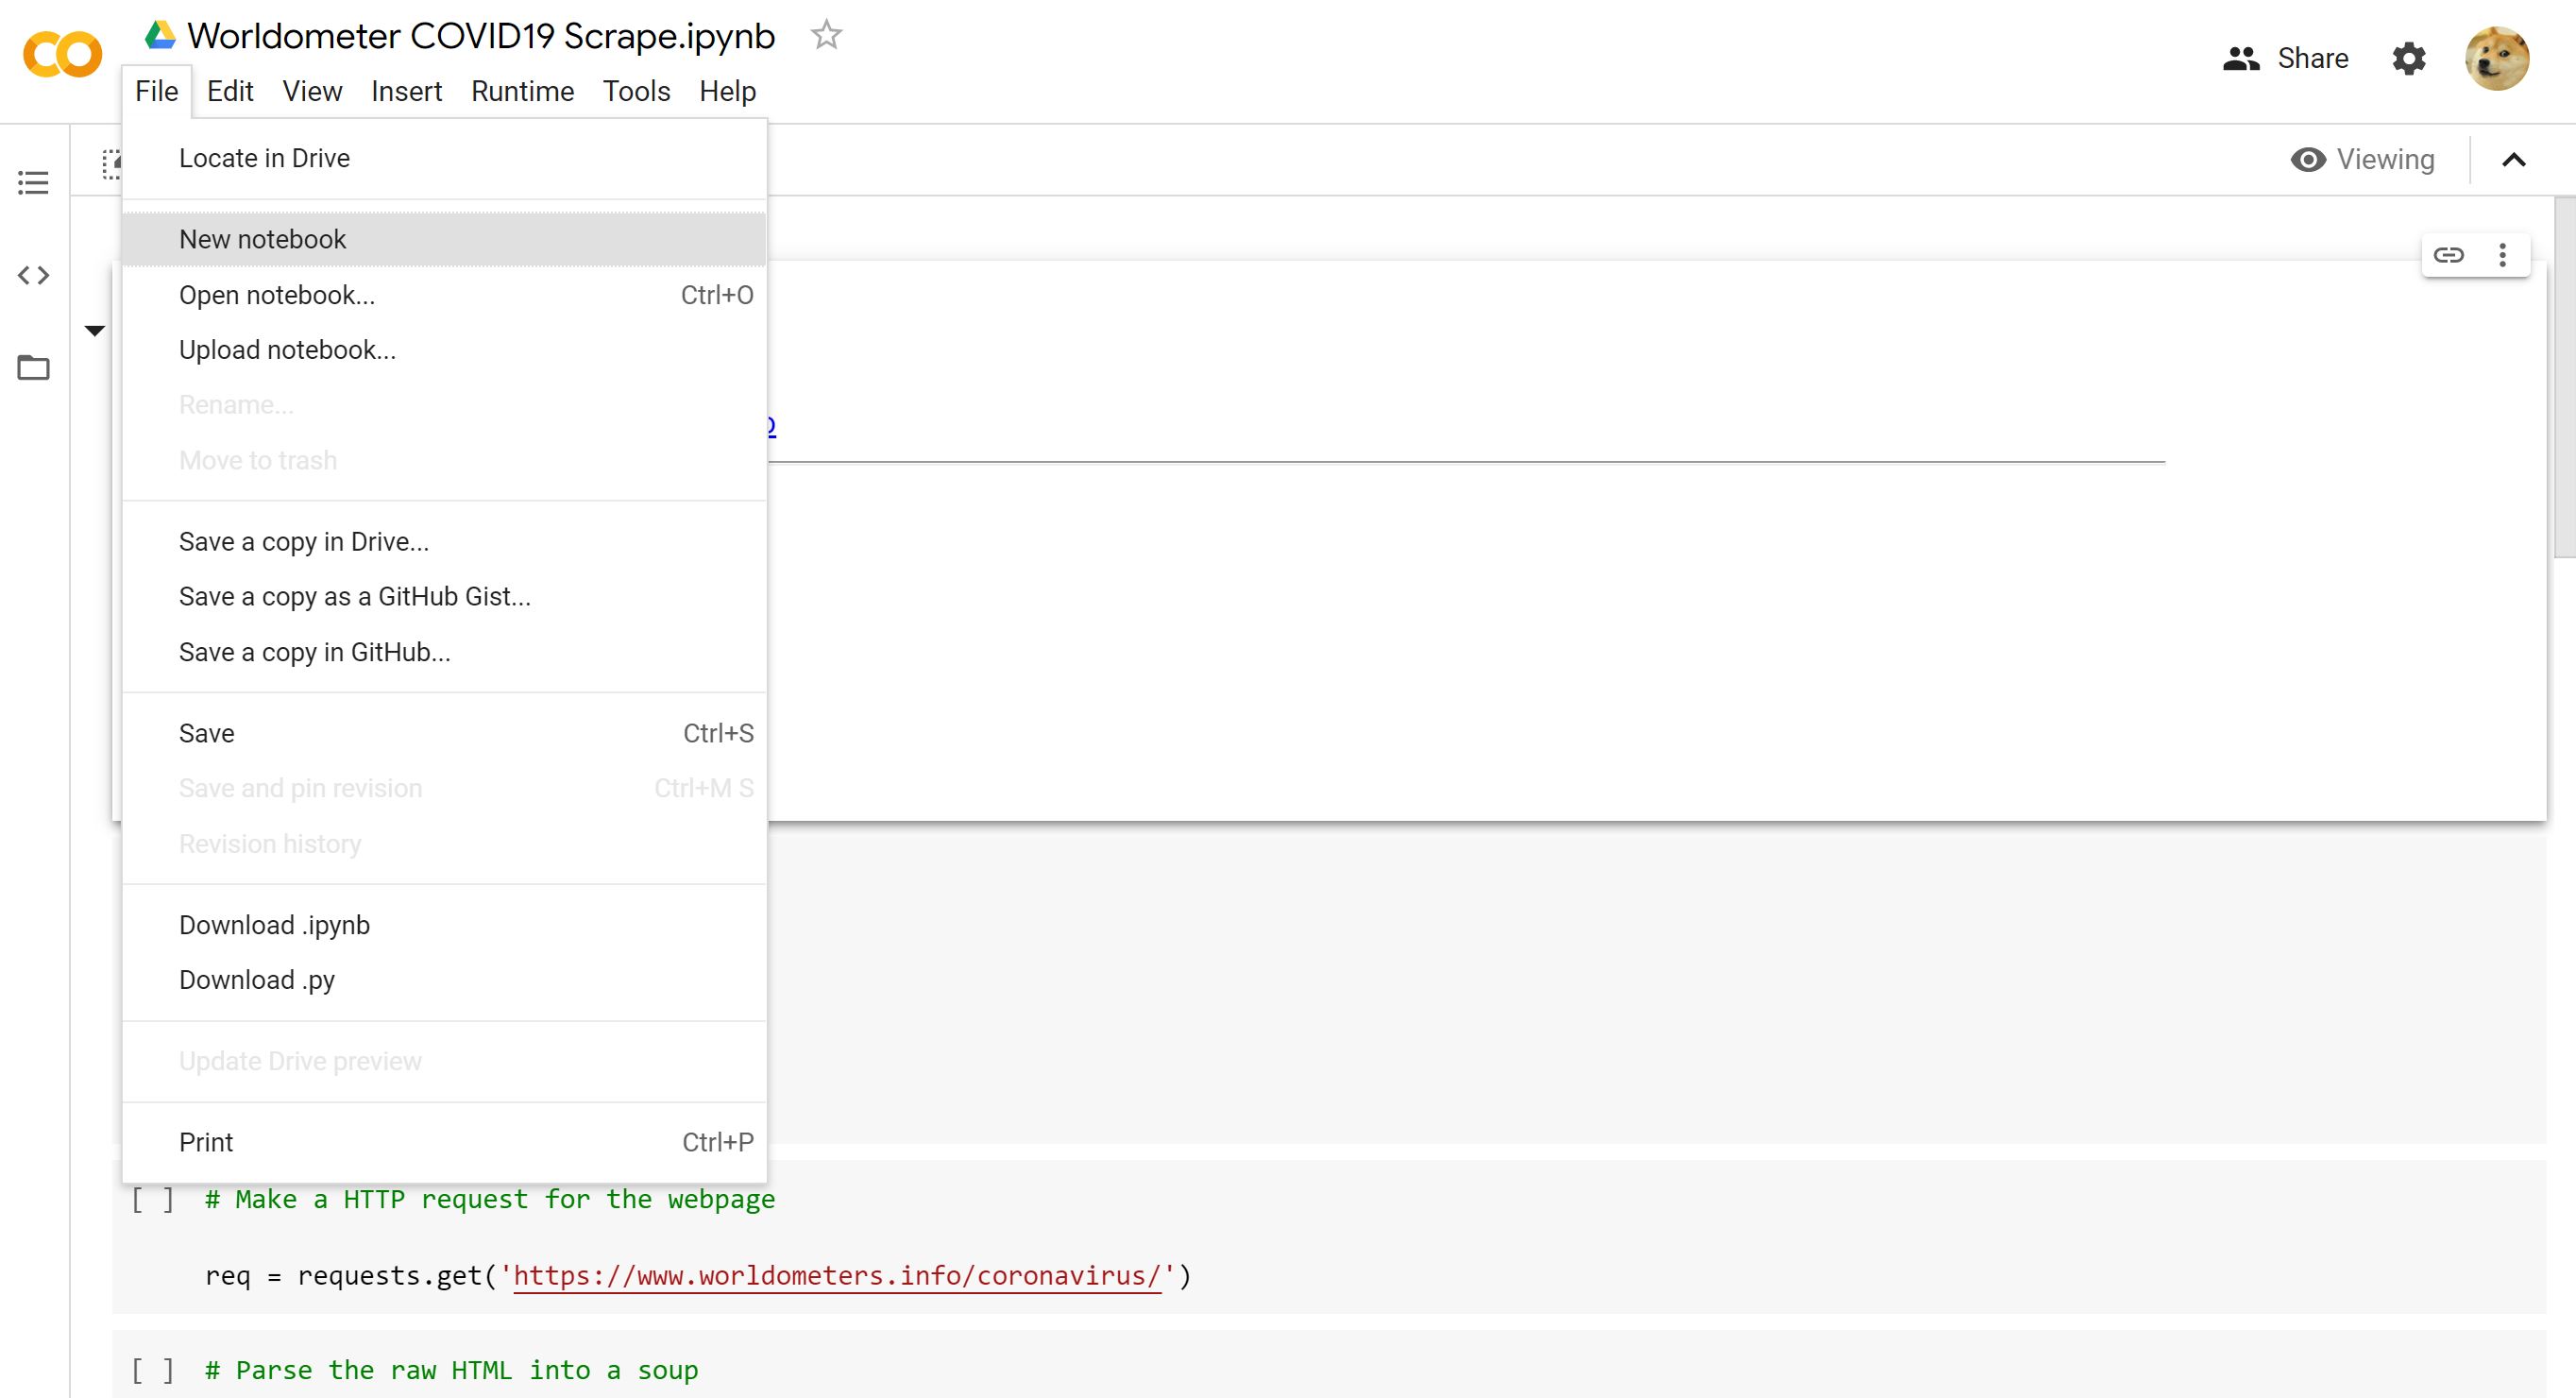 Worldometer COVID19 Scrape.ipynb
File Edit View Insert Runtime Tools Help
Share
Viewing
Locate in Drive
New notebook
Open notebook... Ctrl+O
Upload notebook...
Rename...
Move to trash
Save a copy in Drive...
Save a copy as a GitHub Gist...
Save a copy in GitHub...
Save Ctrl+S
Save and pin revision Ctrl+M S
Revision history
Download .ipynb
Download .py
Update Drive preview
Print Ctrl+P
[ ] # Make a HTTP request for the webpage
req = requests.get('https://www.worldometers.info/coronavirus/')
[ ] # Parse the raw HTML into a soup